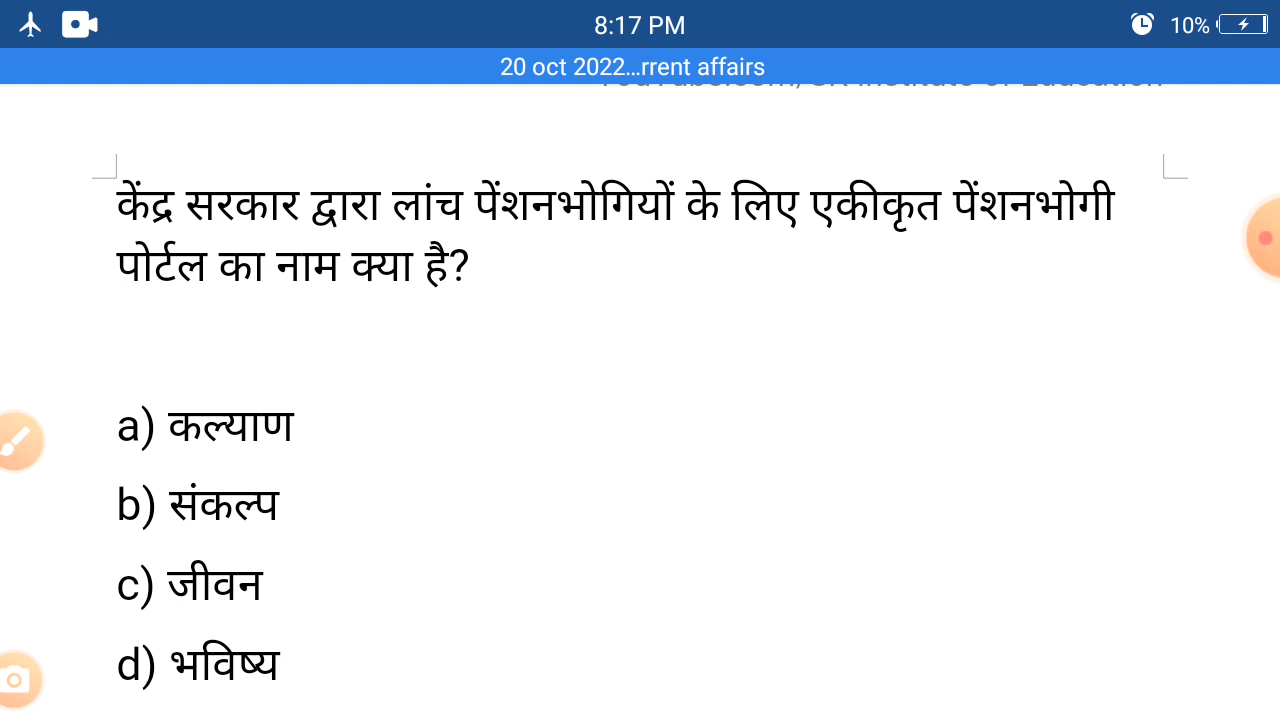 8:17 PM
10%
20 oct 2022...rrent affairs
केंद्र सरकार द्वारा लांच पेंशनभोगियों के लिए एकीकृत पेंशनभोगी
पोर्टल का नाम क्या है?
a) कल्याण
b) संकल्प
c) जीवन
d) भविष्य